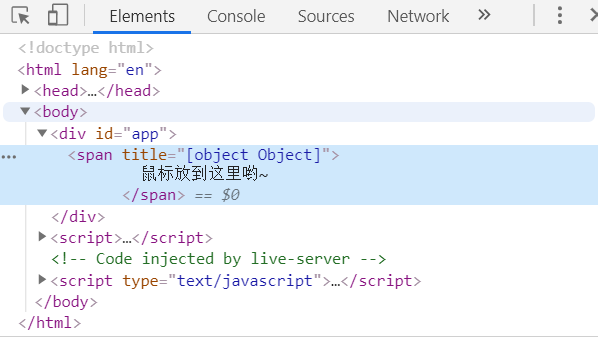 Elements Console Sources Network
<!doctype html>
<html lang="en">
<head>…</head>
<body>
<div id="app">
<span title="[object Object]">
鼠标放到这里哟~
</span> == $0
</div>
<script>…</script>
<!-- Code injected by live-server -->
<script type="text/javascript">…</script>
</body>
</html>